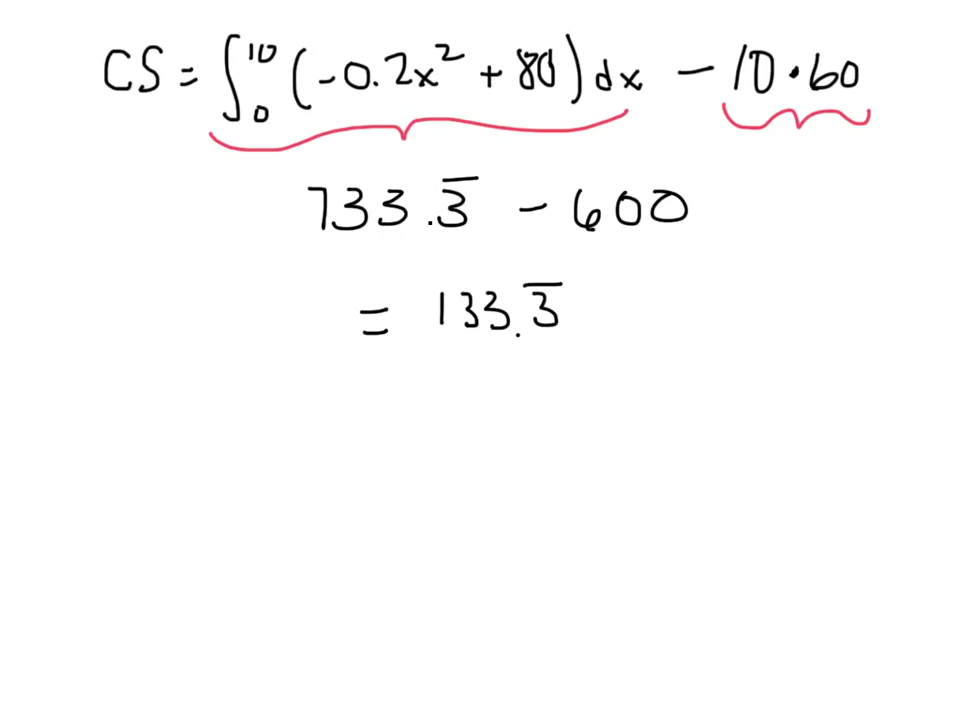 CS = ∫₀¹⁰ (-0.2x² + 80) dx - 10 · 60
733.3̅ - 600
= 133.3̅